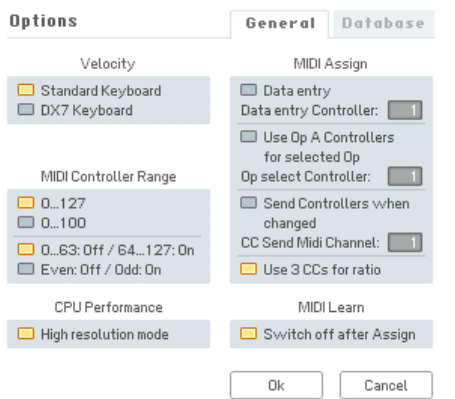 Options
General
Database
Velocity
Standard Keyboard
DX7 Keyboard
MIDI Controller Range
0...127
0...100
0...63: Off / 64...127: On
Even: Off / Odd: On
CPU Performance
High resolution mode
MIDI Assign
Data entry
Data entry Controller: 1
Use Op A Controllers
for selected Op
Op select Controller: 1
Send Controllers when
changed
CC Send Midi Channel: 1
Use 3 CCs for ratio
MIDI Learn
Switch off after Assign
Ok
Cancel